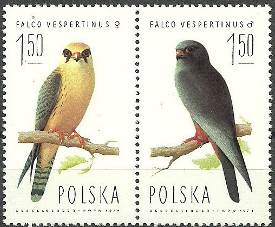 FALCO VESPERTINUS ♀
1,50
POLSKA
FALCO VESPERTINUS ♂
1,50
POLSKA